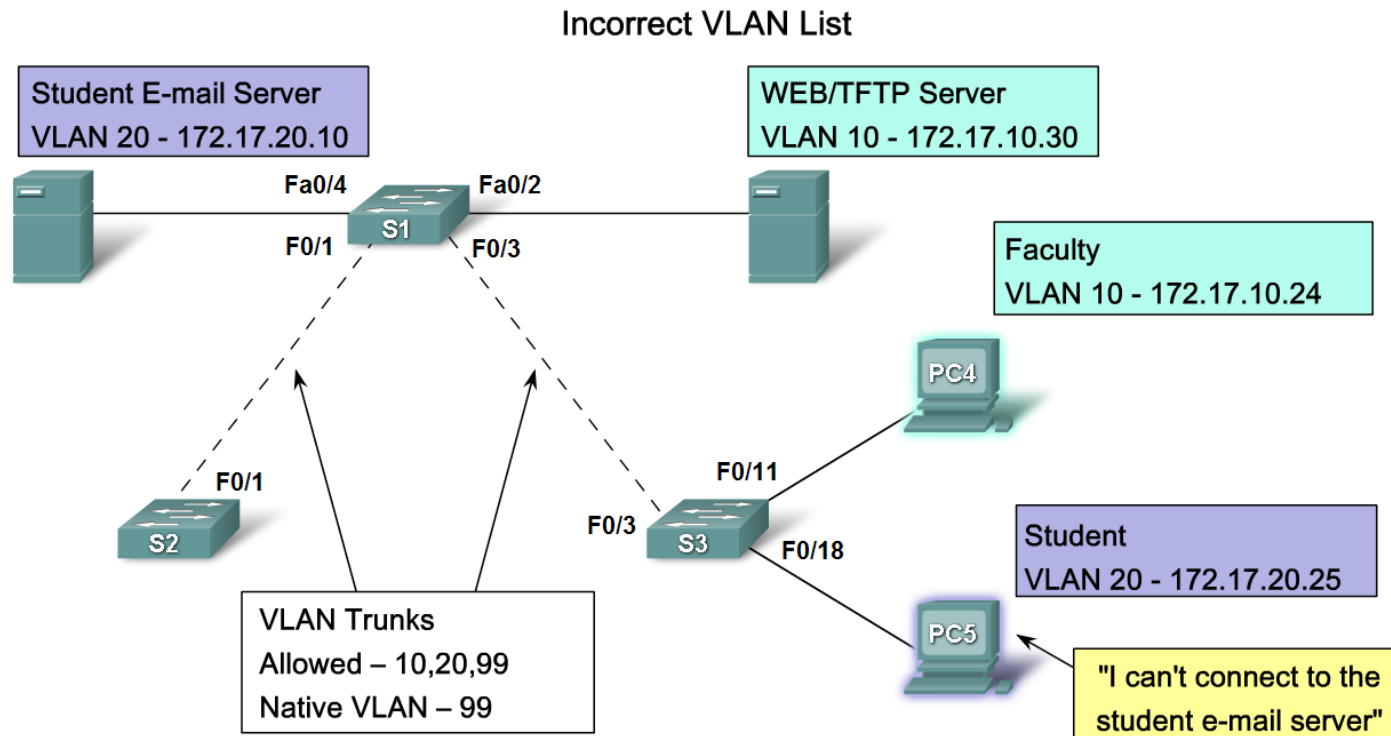 Incorrect VLAN List
Student E-mail Server
VLAN 20 - 172.17.20.10
WEB/TFTP Server
VLAN 10 - 172.17.10.30
Fa0/4
Fa0/2
S1
F0/1
F0/3
Faculty
VLAN 10 - 172.17.10.24
PC4
F0/1
S2
F0/11
F0/3
S3
F0/18
Student
VLAN 20 - 172.17.20.25
PC5
VLAN Trunks
Allowed – 10,20,99
Native VLAN – 99
"I can't connect to the
student e-mail server"